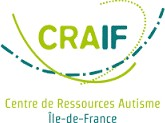 CRAIF
Centre de Ressources Autisme
Île-de-France